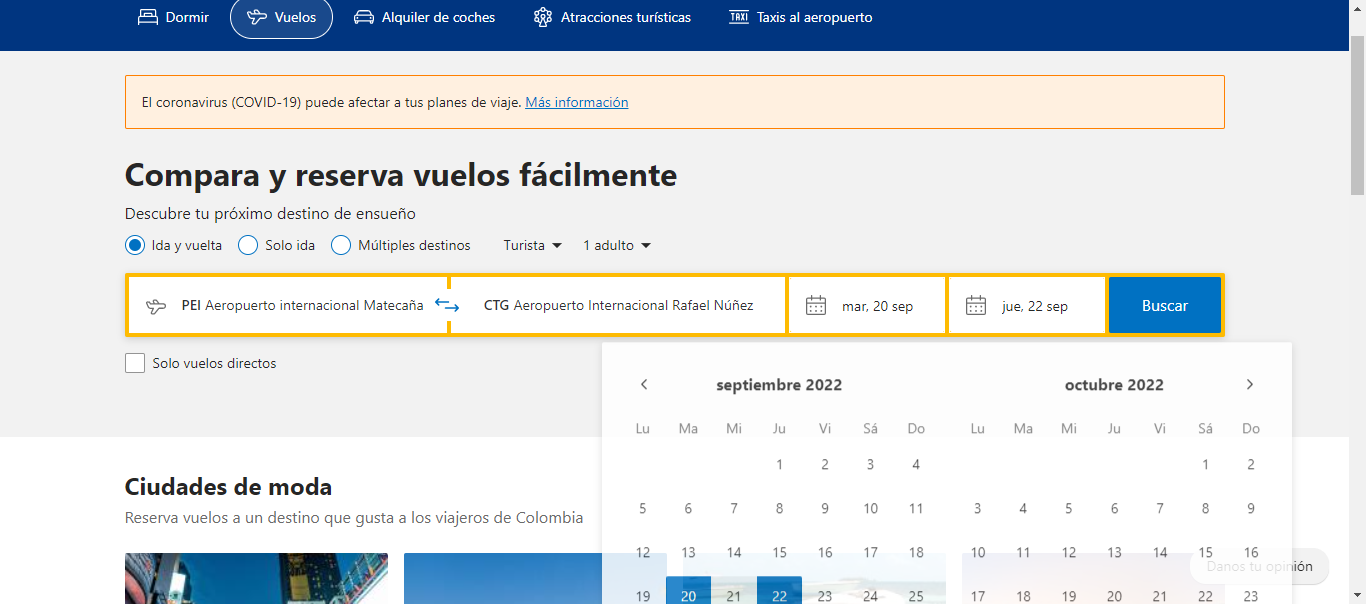 Dormir Vuelos Alquiler de coches Atracciones turísticas TAXI Taxis al aeropuerto
El coronavirus (COVID-19) puede afectar a tus planes de viaje. Más información
Compara y reserva vuelos fácilmente
Descubre tu próximo destino de ensueño
Ida y vuelta Solo ida Múltiples destinos Turista 1 adulto
PEI Aeropuerto internacional Matecaña CTG Aeropuerto Internacional Rafael Núñez mar, 20 sep jue, 22 sep Buscar
Solo vuelos directos
septiembre 2022 octubre 2022
Lu Ma Mi Ju Vi Sá Do Lu Ma Mi Ju Vi Sá Do
1 2 3 4 1 2
5 6 7 8 9 10 11 3 4 5 6 7 8 9
12 13 14 15 16 17 18 10 11 12 13 14 15 16
19 20 21 22 23 24 25 17 18 19 20 21 22 23
Ciudades de moda
Reserva vuelos a un destino que gusta a los viajeros de Colombia
Danos tu opinión